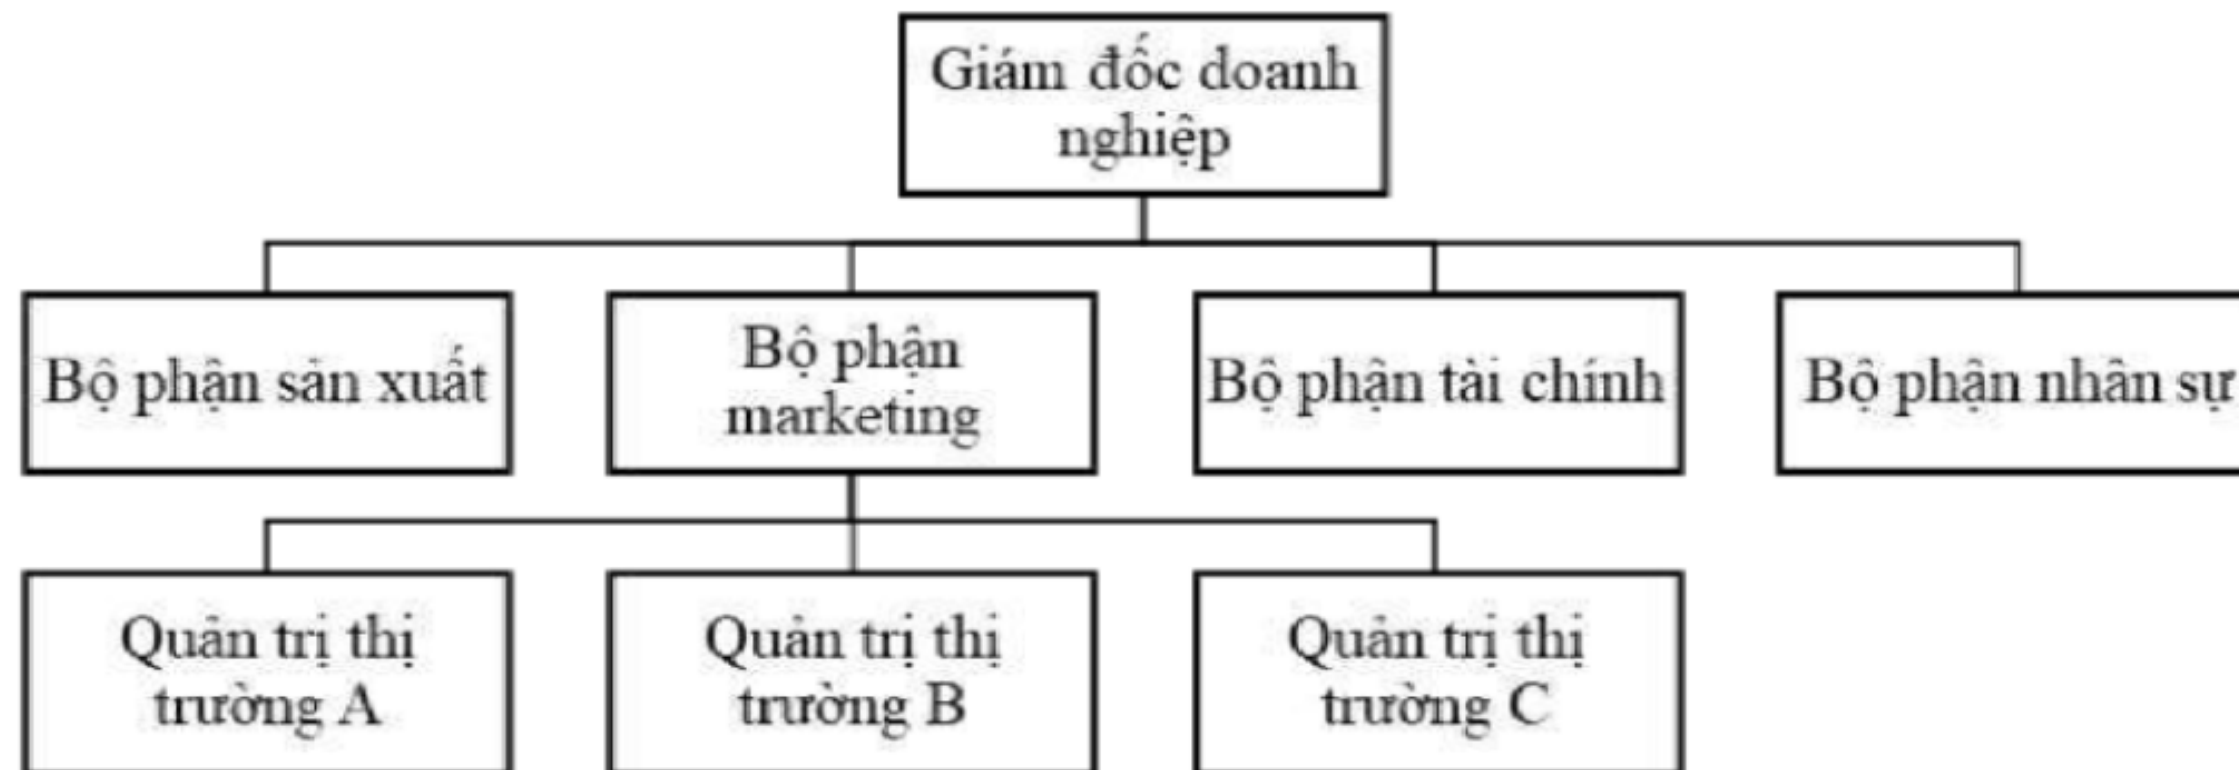 Giám đốc doanh
nghiệp
Bộ phận sản xuất
Bộ phận
marketing
Bộ phận tài chính
Bộ phận nhân sự
Quản trị thị
trường A
Quản trị thị
trường B
Quản trị thị
trường C